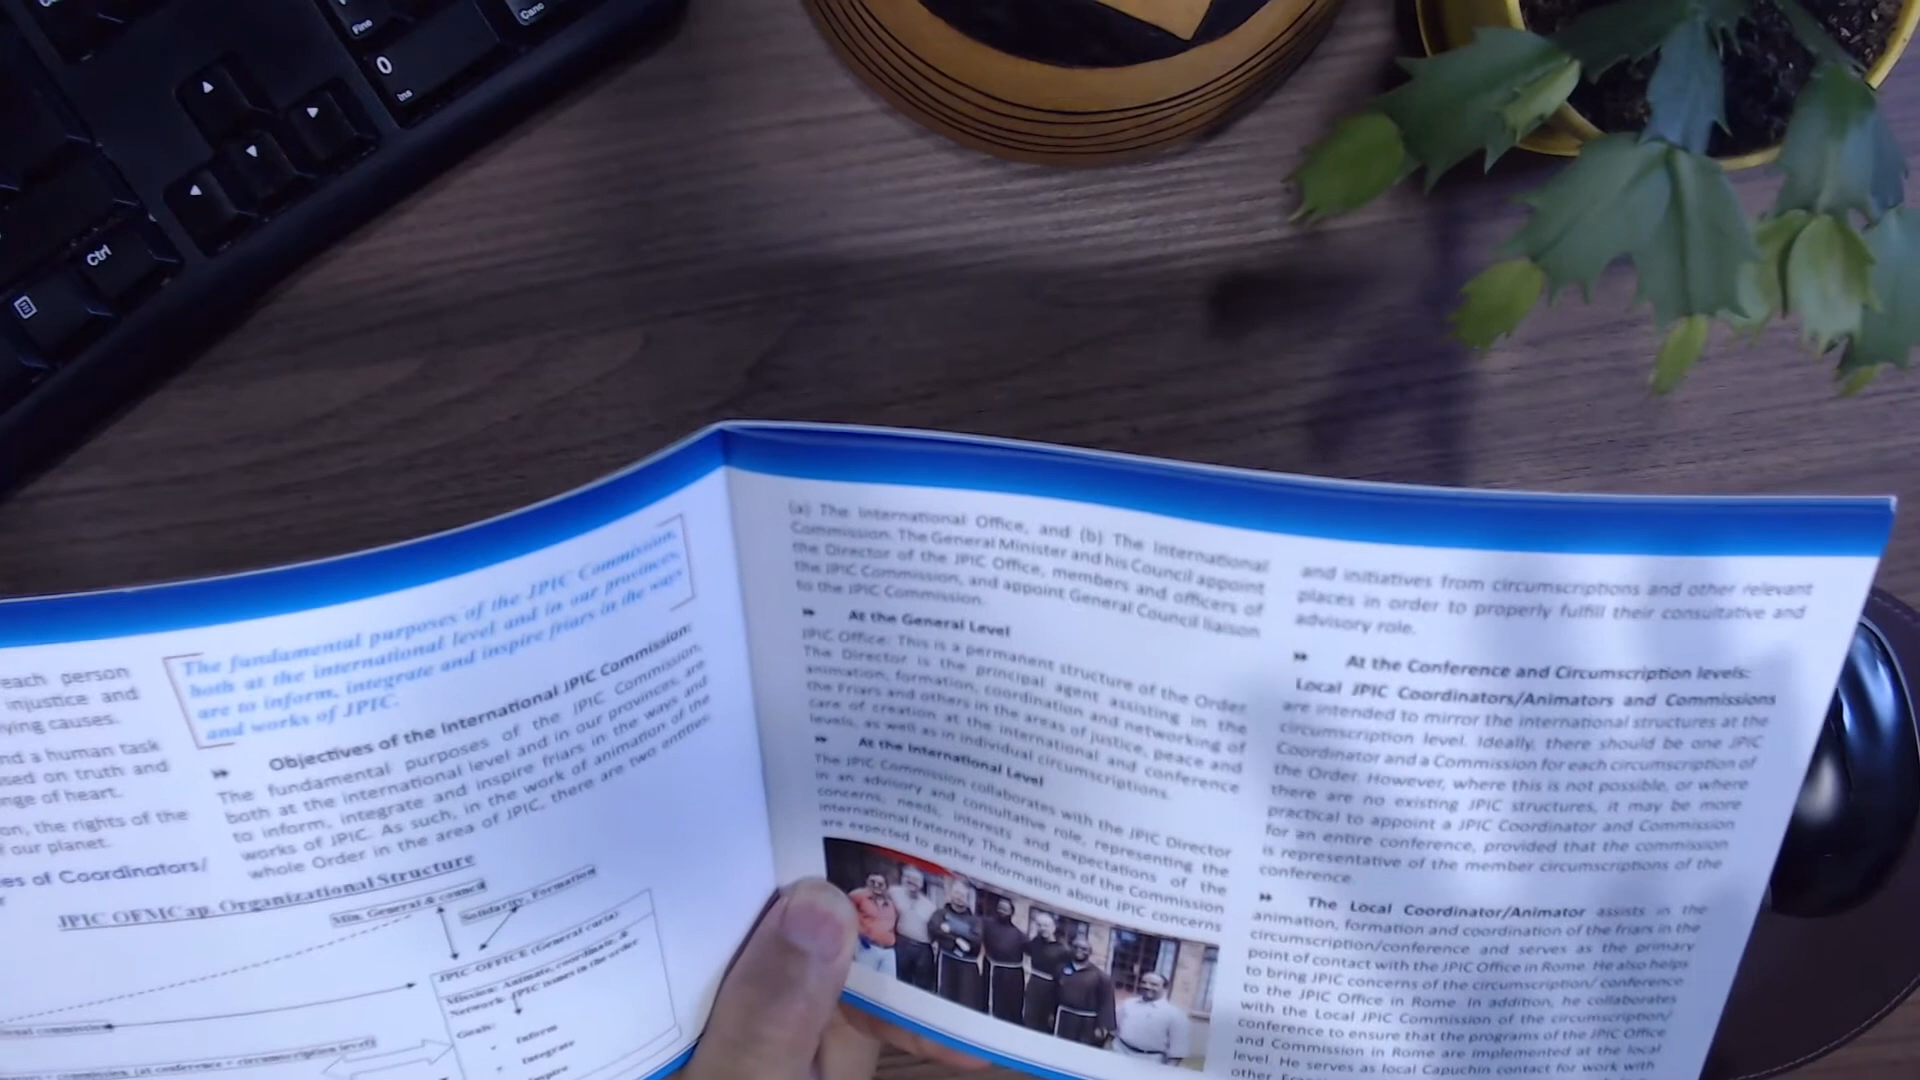 Fine
Canc
0
Ins
Ctrl
each person
injustice and
ying causes.
nd a human task
sed on truth and
nge of heart.
on, the rights of the
our planet.
es of Coordinators/
The fundamental purposes of the JPIC Commission,
both at the international level and in our provinces,
are to inform, integrate and inspire friars in the ways
and works of JPIC.
Objectives of the International JPIC Commission:
The fundamental purposes of the JPIC Commission,
both at the international level and in our provinces, are
to inform, integrate and inspire friars in the ways and
works of JPIC. As such, in the work of animation of the
whole Order in the area of JPIC, there are two entities:
JPIC OFMCap. Organizational Structure
Min. General & council
Solidarity, Formation
JPIC-OFFICE (General curia):
Mission: Animate, coordinate, &
Network- JPIC issues in the order
Goals:
Inform
Integrate
Inspire
(at conference - circumscription level)
(a) The International Office, and (b) The International
Commission. The General Minister and his Council appoint
the Director of the JPIC Office, members and officers of
the JPIC Commission, and appoint General Council liaison
to the JPIC Commission.
At the General Level
JPIC Office: This is a permanent structure of the Order.
The Director is the principal agent assisting in the
animation, formation, coordination and networking of
the Friars and others in the areas of justice, peace and
care of creation at the international and conference
levels, as well as in individual circumscriptions.
At the International Level
The JPIC Commission collaborates with the JPIC Director
in an advisory and consultative role, representing the
concerns, needs, interests and expectations of the
international fraternity. The members of the Commission
are expected to gather information about JPIC concerns
and initiatives from circumscriptions and other relevant
places in order to properly fulfill their consultative and
advisory role.
At the Conference and Circumscription levels:
Local JPIC Coordinators/Animators and Commissions
are intended to mirror the international structures at the
circumscription level. Ideally, there should be one JPIC
Coordinator and a Commission for each circumscription of
the Order. However, where this is not possible, or where
there are no existing JPIC structures, it may be more
practical to appoint a JPIC Coordinator and Commission
for an entire conference, provided that the commission
is representative of the member circumscriptions of the
conference.
The Local Coordinator/Animator assists in the
animation, formation and coordination of the friars in the
circumscription/conference and serves as the primary
point of contact with the JPIC Office in Rome. He also helps
to bring JPIC concerns of the circumscription/ conference
to the JPIC Office in Rome. In addition, he collaborates
with the Local JPIC Commission of the circumscription/
conference to ensure that the programs of the JPIC Office
and Commission in Rome are implemented at the local
level. He serves as local Capuchin contact for work with
other